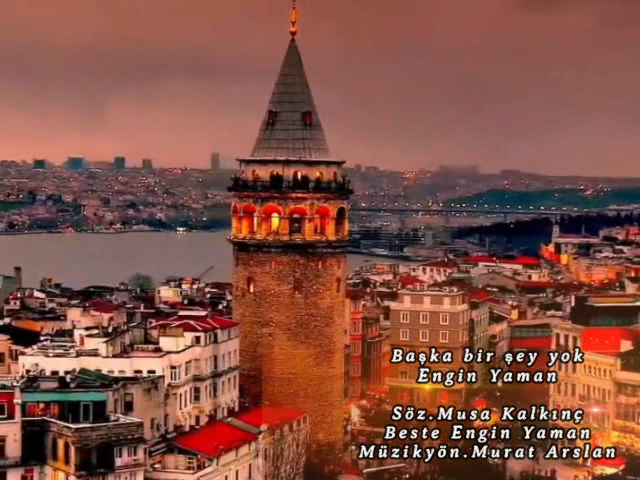 Başka bir şey yok
Engin Yaman
Söz.Musa Kalkınç
Beste Engin Yaman
Müzikyön.Murat Arslan